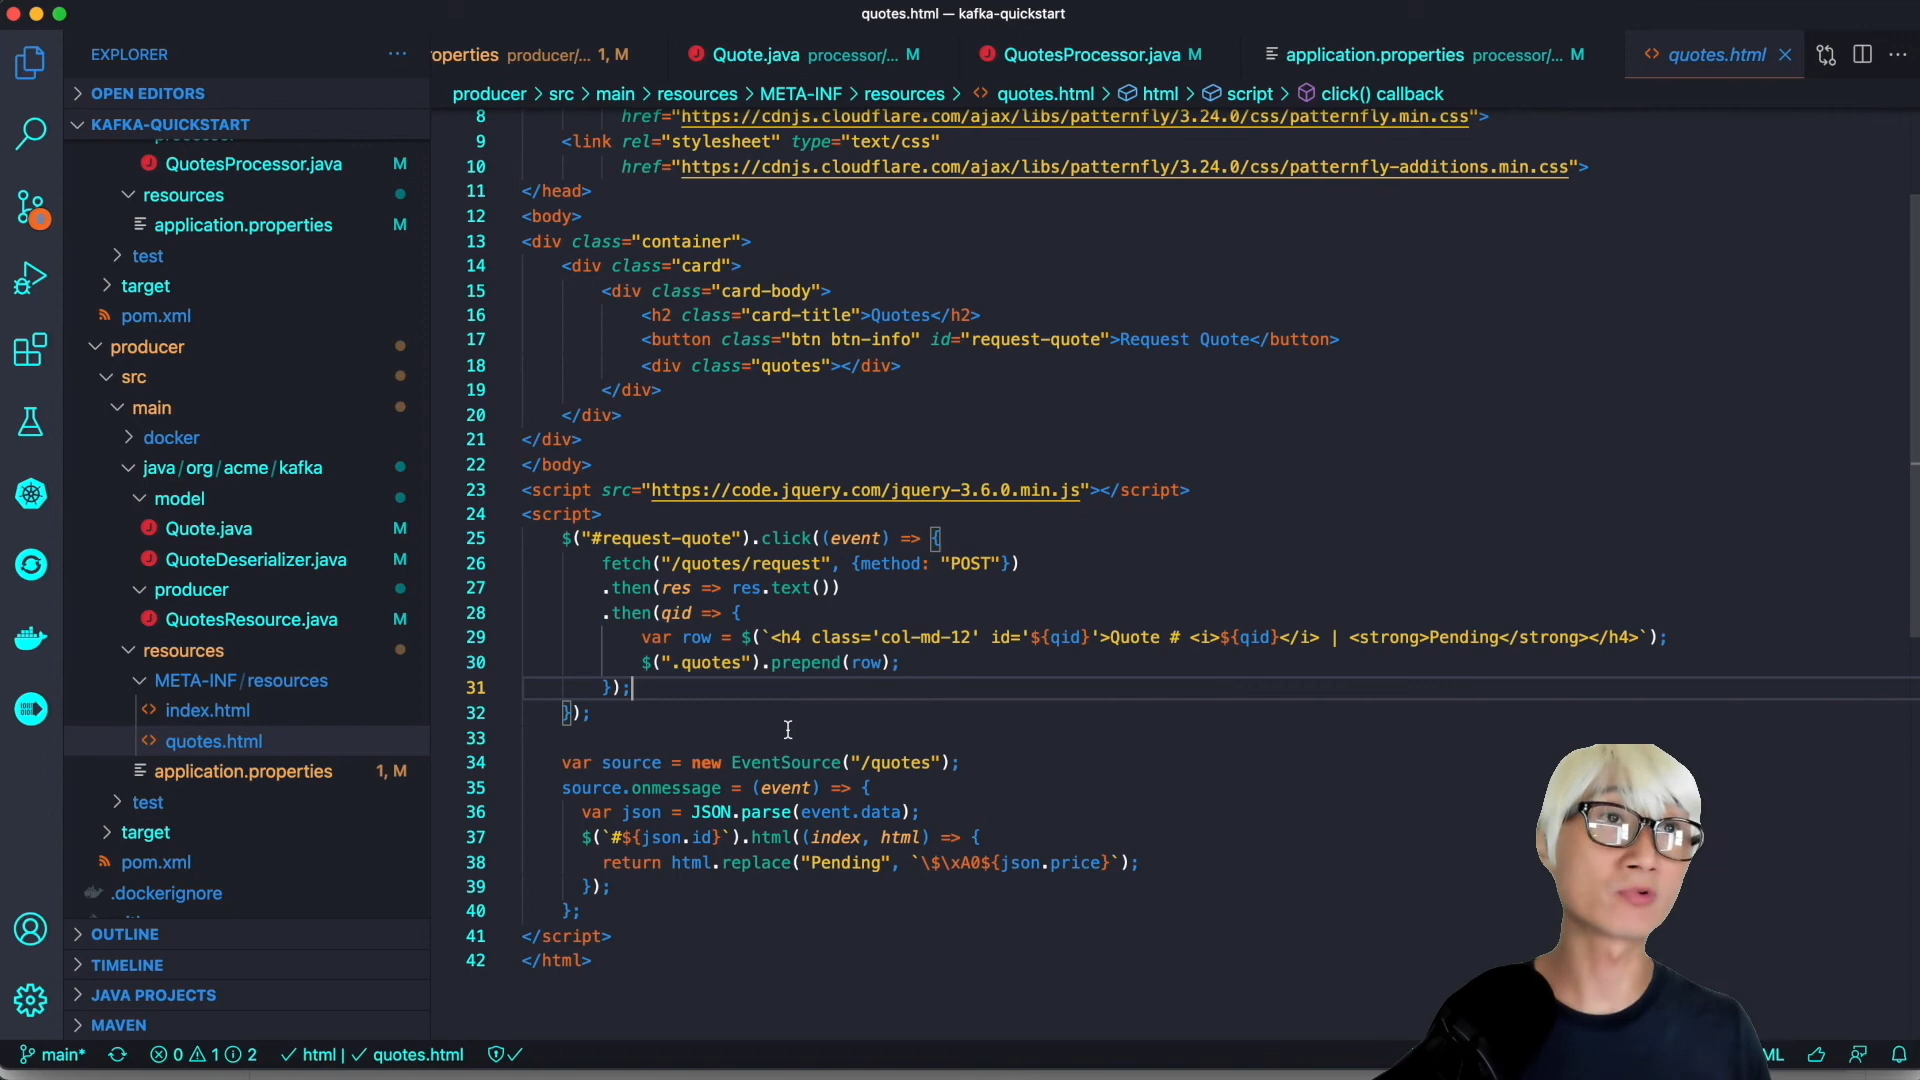 quotes.html — kafka-quickstart
EXPLORER
OPEN EDITORS
KAFKA-QUICKSTART
QuotesProcessor.java M
resources
application.properties M
test
target
pom.xml
producer
src
main
docker
java/org/acme/kafka
model
Quote.java M
QuoteDeserializer.java M
producer
QuotesResource.java M
resources
META-INF/resources
index.html
quotes.html
application.properties 1, M
test
target
pom.xml
.dockerignore
OUTLINE
TIMELINE
JAVA PROJECTS
MAVEN
roperties producer/... 1, M
Quote.java processor/... M
QuotesProcessor.java M
application.properties processor/... M
quotes.html
producer > src > main > resources > META-INF > resources > quotes.html > html > script > click() callback
8 href="https://cdnjs.cloudflare.com/ajax/libs/patternfly/3.24.0/css/patternfly.min.css">
9 <link rel="stylesheet" type="text/css"
10 href="https://cdnjs.cloudflare.com/ajax/libs/patternfly/3.24.0/css/patternfly-additions.min.css">
11 </head>
12 <body>
13 <div class="container">
14 <div class="card">
15 <div class="card-body">
16 <h2 class="card-title">Quotes</h2>
17 <button class="btn btn-info" id="request-quote">Request Quote</button>
18 <div class="quotes"></div>
19 </div>
20 </div>
21 </div>
22 </body>
23 <script src="https://code.jquery.com/jquery-3.6.0.min.js"></script>
24 <script>
25 $("#request-quote").click((event) => {
26 fetch("/quotes/request", {method: "POST"})
27 .then(res => res.text())
28 .then(qid => {
29 var row = $(`<h4 class='col-md-12' id='${qid}'>Quote # <i>${qid}</i> | <strong>Pending</strong></h4>`);
30 $(".quotes").prepend(row);
31 });
32 });
33
34 var source = new EventSource("/quotes");
35 source.onmessage = (event) => {
36 var json = JSON.parse(event.data);
37 $(`#${json.id}`).html((index, html) => {
38 return html.replace("Pending", `\$\xA0${json.price}`);
39 });
40 };
41 </script>
42 </html>
main* 0 1 2 html | quotes.html
ML